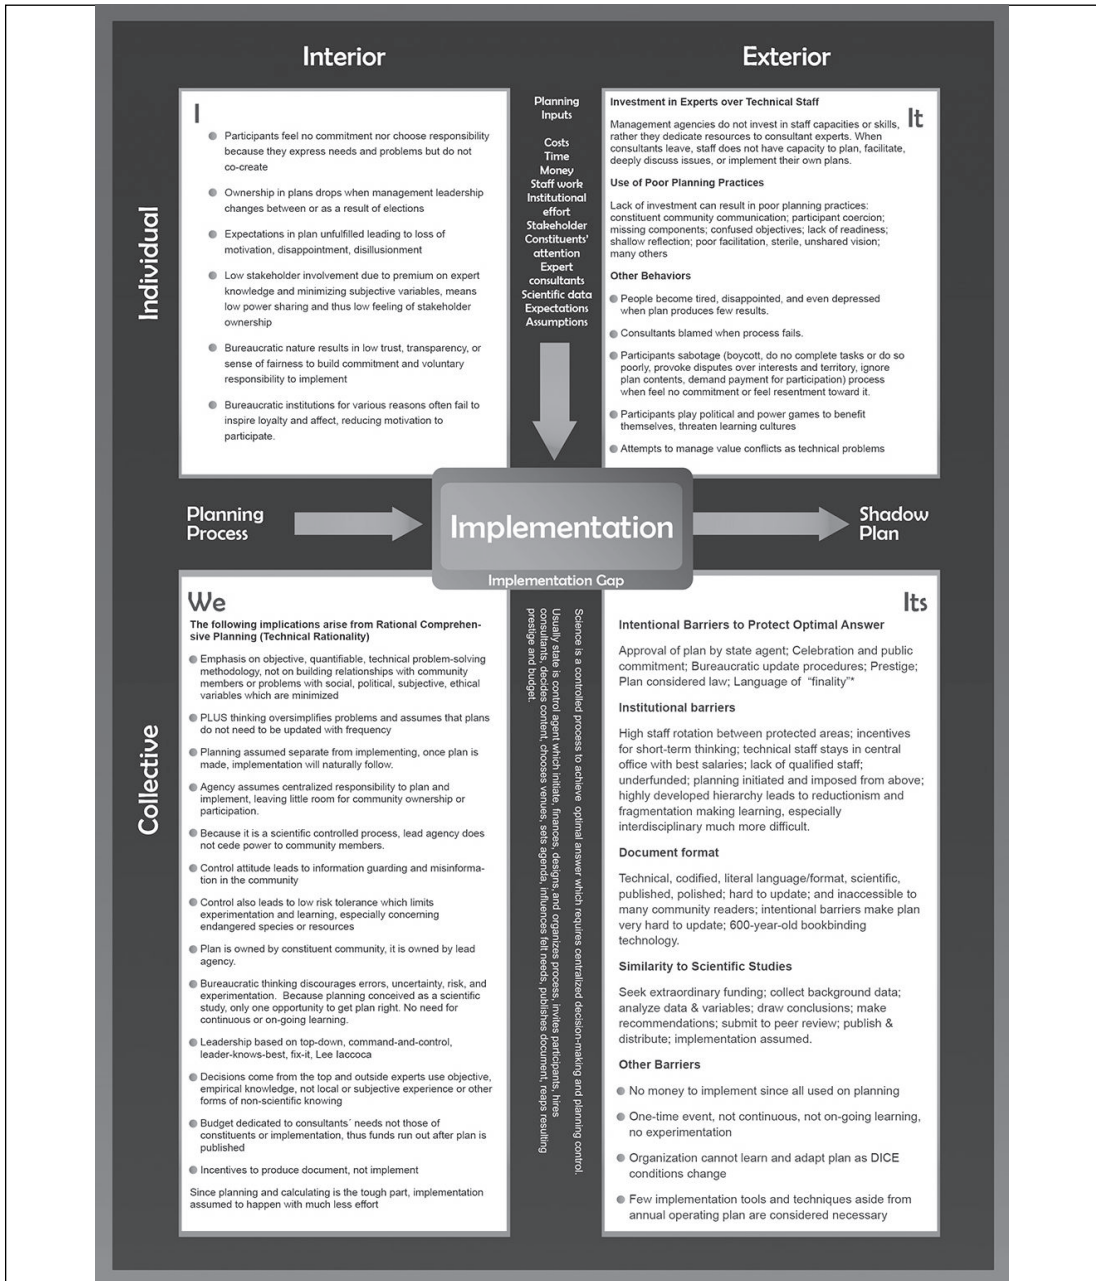 Interior
Exterior
Individual
I
Participants feel no commitment nor choose responsibility
because they express needs and problems but do not
co-create
Ownership in plans drops when management leadership
changes between or as a result of elections
Expectations in plan unfulfilled leading to loss of
motivation, disappointment, disillusionment
Low stakeholder involvement due to premium on expert
knowledge and minimizing subjective variables, means
low power sharing and thus low feeling of stakeholder
ownership
Bureaucratic nature results in low trust, transparency, or
sense of fairness to build commitment and voluntary
responsibility to implement
Bureaucratic institutions for various reasons often fail to
inspire loyalty and affect, reducing motivation to
participate.
Planning
Inputs
Costs
Time
Money
Staff work
Institutional
effort
Stakeholder
Constituents'
attention
Expert
consultants
Scientific data
Expectations
Assumptions
It
Investment in Experts over Technical Staff
Management agencies do not invest in staff capacities or skills,
rather they dedicate resources to consultant experts. When
consultants leave, staff does not have capacity to plan, facilitate,
deeply discuss issues, or implement their own plans.
Use of Poor Planning Practices
Lack of investment can result in poor planning practices:
constituent community communication; participant coercion;
missing components; confused objectives; lack of readiness;
shallow reflection; poor facilitation, sterile, unshared vision;
many others
Other Behaviors
People become tired, disappointed, and even depressed
when plan produces few results.
Consultants blamed when process fails.
Participants sabotage (boycott, do no complete tasks or do so
poorly, provoke disputes over interests and territory, ignore
plan contents, demand payment for participation) process
when feel no commitment or feel resentment toward it.
Participants play political and power games to benefit
themselves, threaten learning cultures
Attempts to manage value conflicts as technical problems
Planning
Process
Implementation
Implementation Gap
Shadow
Plan
Collective
We
The following implications arise from Rational Comprehen-
sive Planning (Technical Rationality)
Emphasis on objective, quantifiable, technical problem-solving
methodology, not on building relationships with community
members or problems with social, political, subjective, ethical
variables which are minimized
PLUS thinking oversimplifies problems and assumes that plans
do not need to be updated with frequency
Planning assumed separate from implementing, once plan is
made, implementation will naturally follow.
Agency assumes centralized responsibility to plan and
implement, leaving little room for community ownership or
participation.
Because it is a scientific controlled process, lead agency does
not cede power to community members.
Control attitude leads to information guarding and misinforma-
tion in the community
Control also leads to low risk tolerance which limits
experimentation and learning, especially concerning
endangered species or resources
Plan is owned by constituent community, it is owned by lead
agency.
Bureaucratic thinking discourages errors, uncertainty, risk, and
experimentation. Because planning conceived as a scientific
study, only one opportunity to get plan right. No need for
continuous or on-going learning.
Leadership based on top-down, command-and-control,
leader-knows-best, fix-it, Lee Iaccoca
Decisions come from the top and outside experts use objective,
empirical knowledge, not local or subjective experience or other
forms of non-scientific knowing
Budget dedicated to consultants´ needs not those of
constituents or implementation, thus funds run out after plan is
published
Incentives to produce document, not implement
Since planning and calculating is the tough part, implementation
assumed to happen with much less effort
Science is a controlled process to achieve optimal answer which requires centralized decision-making and planning control.
Usually state is control agent which initiate, finances, designs, and organizes process, invites participants, hires
consultants, decides content, chooses venues, sets agenda, influences felt needs, publishes document, reaps resulting
prestige and budget.
Its
Intentional Barriers to Protect Optimal Answer
Approval of plan by state agent; Celebration and public
commitment; Bureaucratic update procedures; Prestige;
Plan considered law; Language of “finality”*
Institutional barriers
High staff rotation between protected areas; incentives
for short-term thinking; technical staff stays in central
office with best salaries; lack of qualified staff;
underfunded; planning initiated and imposed from above;
highly developed hierarchy leads to reductionism and
fragmentation making learning, especially
interdisciplinary much more difficult.
Document format
Technical, codified, literal language/format, scientific,
published, polished; hard to update; and inaccessible to
many community readers; intentional barriers make plan
very hard to update; 600-year-old bookbinding
technology.
Similarity to Scientific Studies
Seek extraordinary funding; collect background data;
analyze data & variables; draw conclusions; make
recommendations; submit to peer review; publish &
distribute; implementation assumed.
Other Barriers
No money to implement since all used on planning
One-time event, not continuous, not on-going learning,
no experimentation
Organization cannot learn and adapt plan as DICE
conditions change
Few implementation tools and techniques aside from
annual operating plan are considered necessary